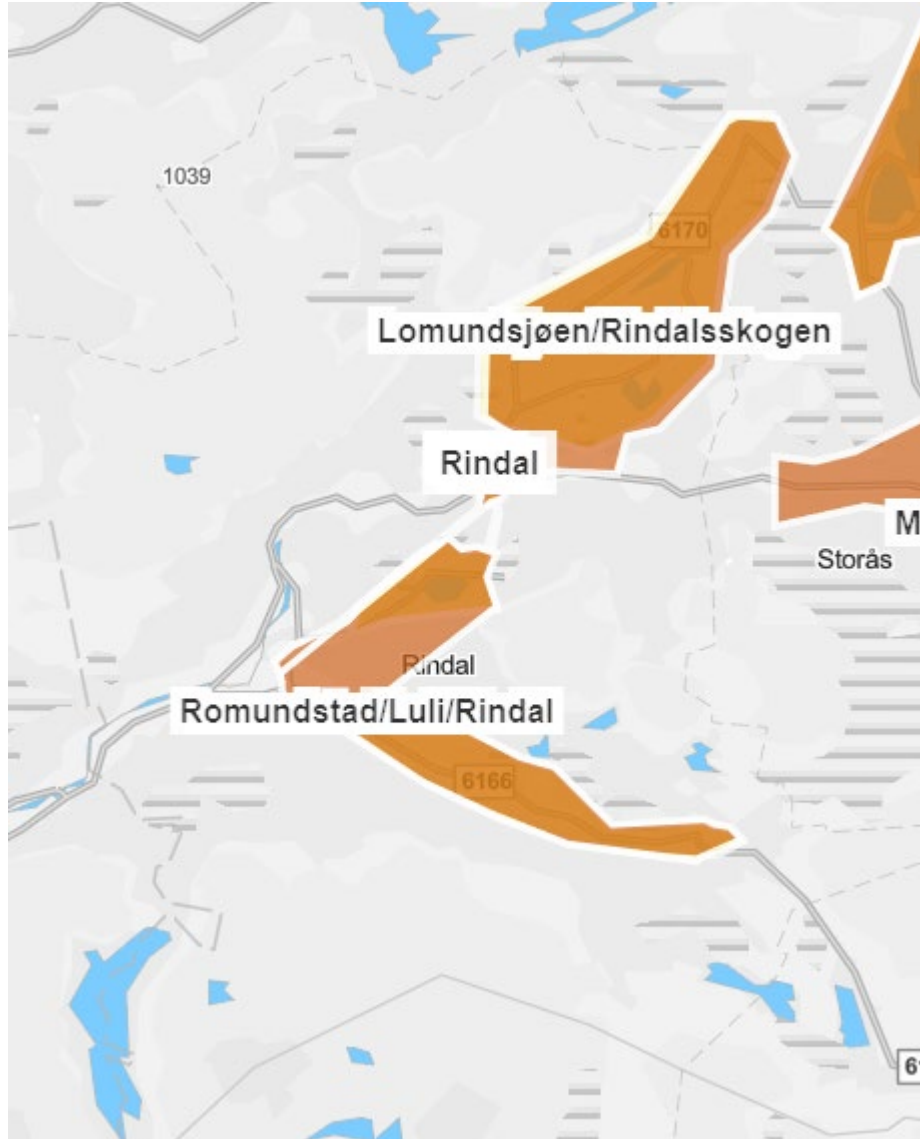 1039
6170
Lomundsjøen/Rindalsskogen
Rindal
M
Storås
Rindal
Romundstad/Luli/Rindal
6166